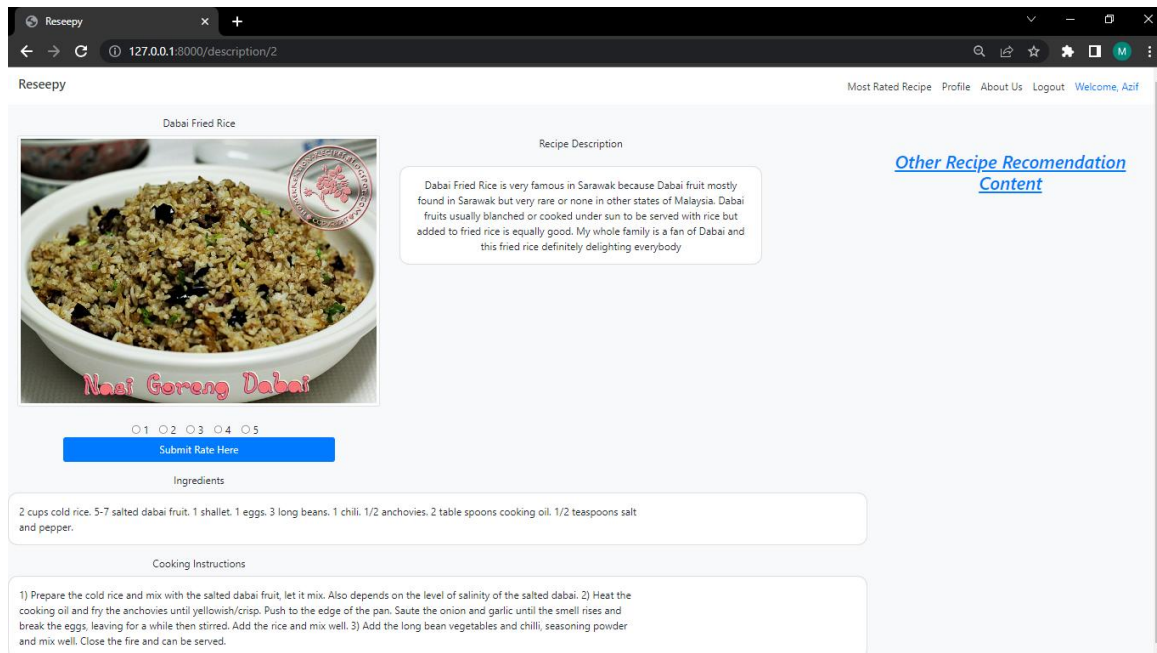 Reseepy
127.0.0.1:8000/description/2
M
Reseepy
Most Rated Recipe Profile About Us Logout Welcome, Azif
Dabai Fried Rice
Nasi Goreng Dabai
1 2 3 4 5
Submit Rate Here
Recipe Description
Dabai Fried Rice is very famous in Sarawak because Dabai fruit mostly
found in Sarawak but very rare or none in other states of Malaysia. Dabai
fruits usually blanched or cooked under sun to be served with rice but
added to fried rice is equally good. My whole family is a fan of Dabai and
this fried rice definitely delighting everybody
Other Recipe Recomendation
Content
Ingredients
2 cups cold rice. 5-7 salted dabai fruit. 1 shallet. 1 eggs. 3 long beans. 1 chili. 1/2 anchovies. 2 table spoons cooking oil. 1/2 teaspoons salt
and pepper.
Cooking Instructions
1) Prepare the cold rice and mix with the salted dabai fruit, let it mix. Also depends on the level of salinity of the salted dabai. 2) Heat the
cooking oil and fry the anchovies until yellowish/crisp. Push to the edge of the pan. Saute the onion and garlic until the smell rises and
break the eggs, leaving for a while then stirred. Add the rice and mix well. 3) Add the long bean vegetables and chilli, seasoning powder
and mix well. Close the fire and can be served.